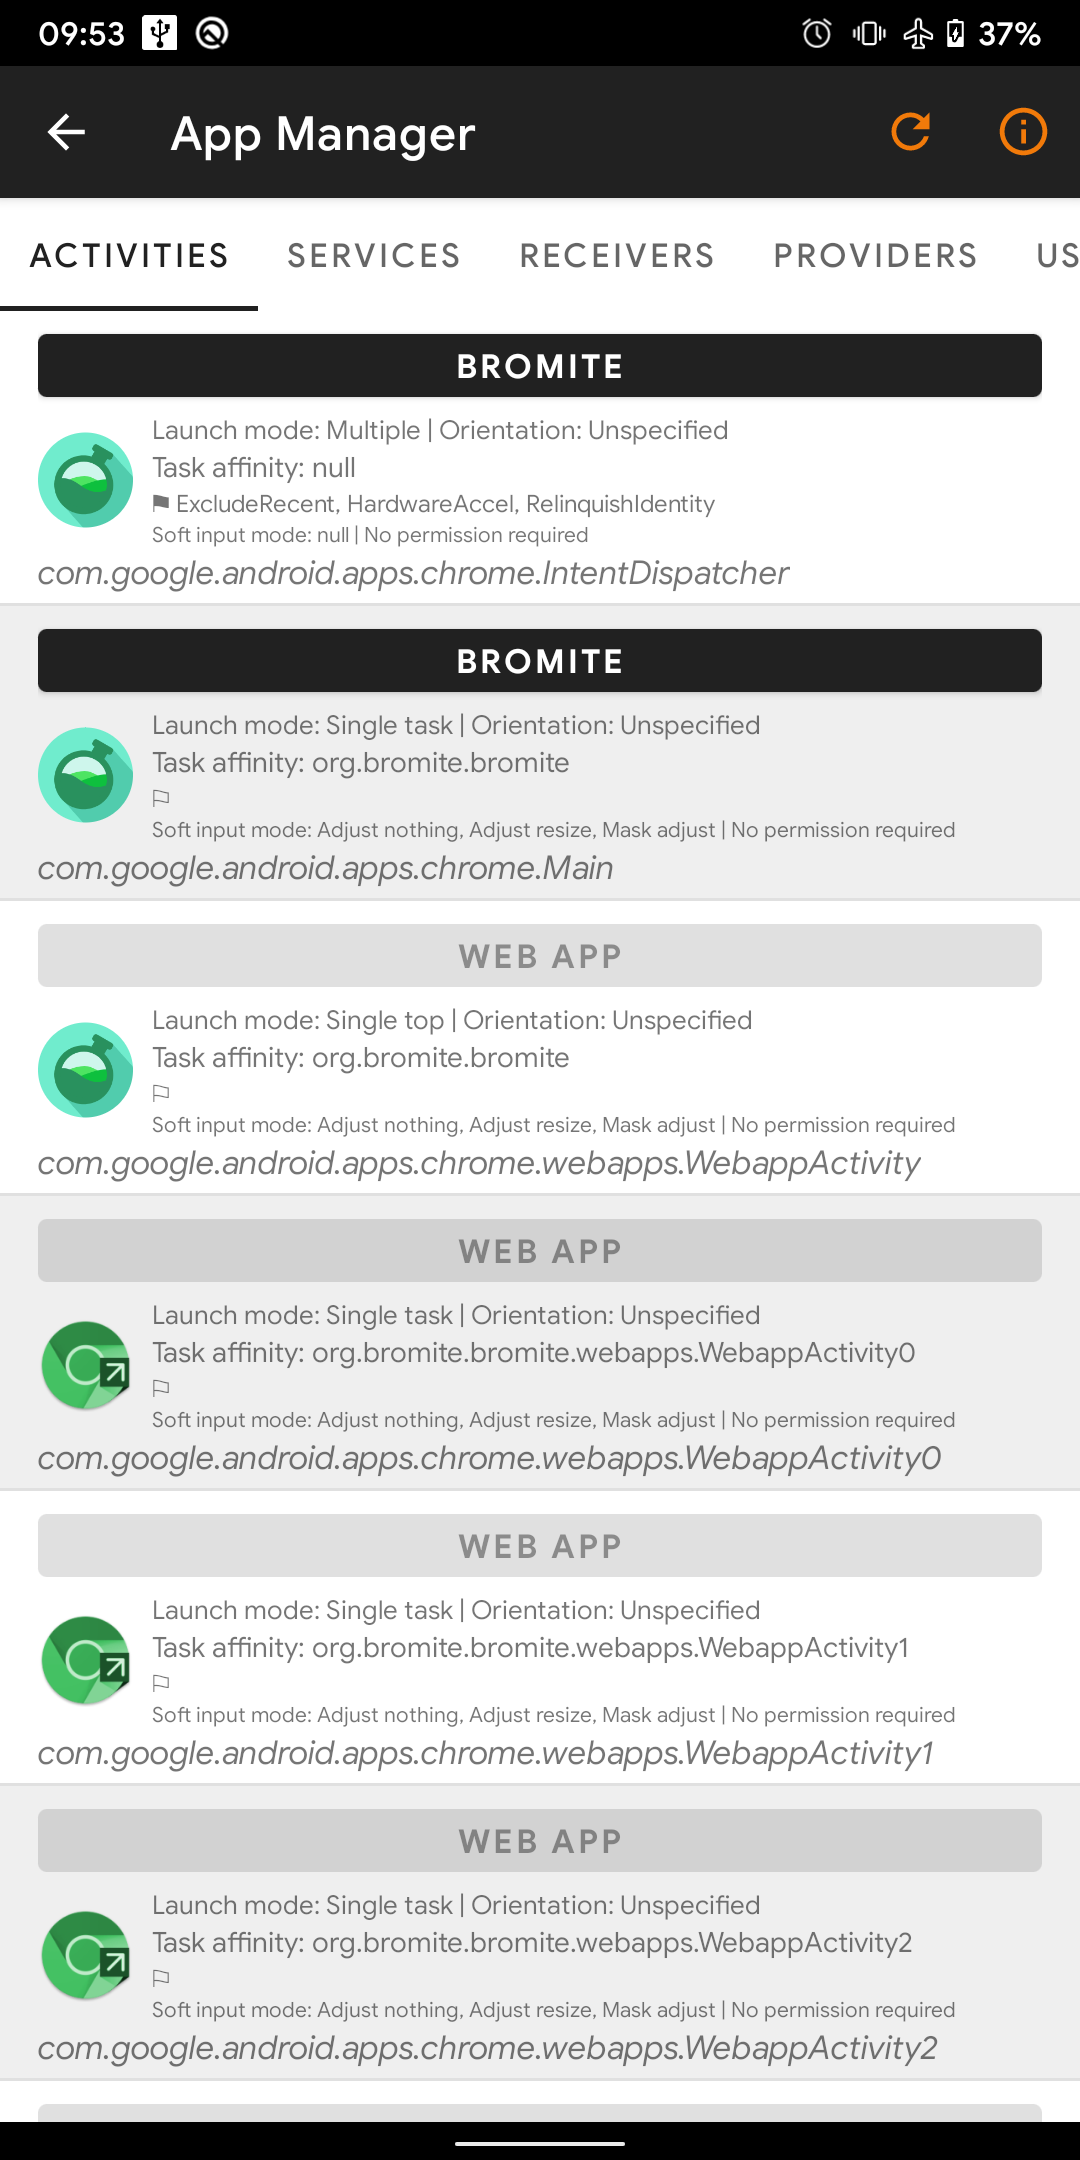 09:53 37%
App Manager
ACTIVITIES SERVICES RECEIVERS PROVIDERS US
BROMITE
Launch mode: Multiple | Orientation: Unspecified
Task affinity: null
⚑ ExcludeRecent, HardwareAccel, RelinquishIdentity
Soft input mode: null | No permission required
com.google.android.apps.chrome.IntentDispatcher
BROMITE
Launch mode: Single task | Orientation: Unspecified
Task affinity: org.bromite.bromite
⚐
Soft input mode: Adjust nothing, Adjust resize, Mask adjust | No permission required
com.google.android.apps.chrome.Main
WEB APP
Launch mode: Single top | Orientation: Unspecified
Task affinity: org.bromite.bromite
⚐
Soft input mode: Adjust nothing, Adjust resize, Mask adjust | No permission required
com.google.android.apps.chrome.webapps.WebappActivity
WEB APP
Launch mode: Single task | Orientation: Unspecified
Task affinity: org.bromite.bromite.webapps.WebappActivity0
⚐
Soft input mode: Adjust nothing, Adjust resize, Mask adjust | No permission required
com.google.android.apps.chrome.webapps.WebappActivity0
WEB APP
Launch mode: Single task | Orientation: Unspecified
Task affinity: org.bromite.bromite.webapps.WebappActivity1
⚐
Soft input mode: Adjust nothing, Adjust resize, Mask adjust | No permission required
com.google.android.apps.chrome.webapps.WebappActivity1
WEB APP
Launch mode: Single task | Orientation: Unspecified
Task affinity: org.bromite.bromite.webapps.WebappActivity2
⚐
Soft input mode: Adjust nothing, Adjust resize, Mask adjust | No permission required
com.google.android.apps.chrome.webapps.WebappActivity2